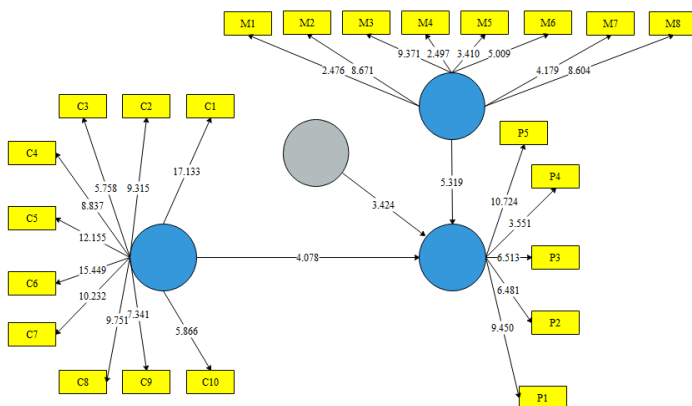 M1
M2
M3
M4
M5
M6
M7
M8
2.476
8.671
9.371
2.497
3.410
5.009
4.179
8.604
C3
C2
C1
C4
C5
C6
C7
C8
C9
C10
5.758
9.315
17.133
8.837
12.155
15.449
10.232
9.751
7.341
5.866
3.424
5.319
4.078
P5
P4
P3
P2
P1
10.724
3.551
6.513
6.481
9.450